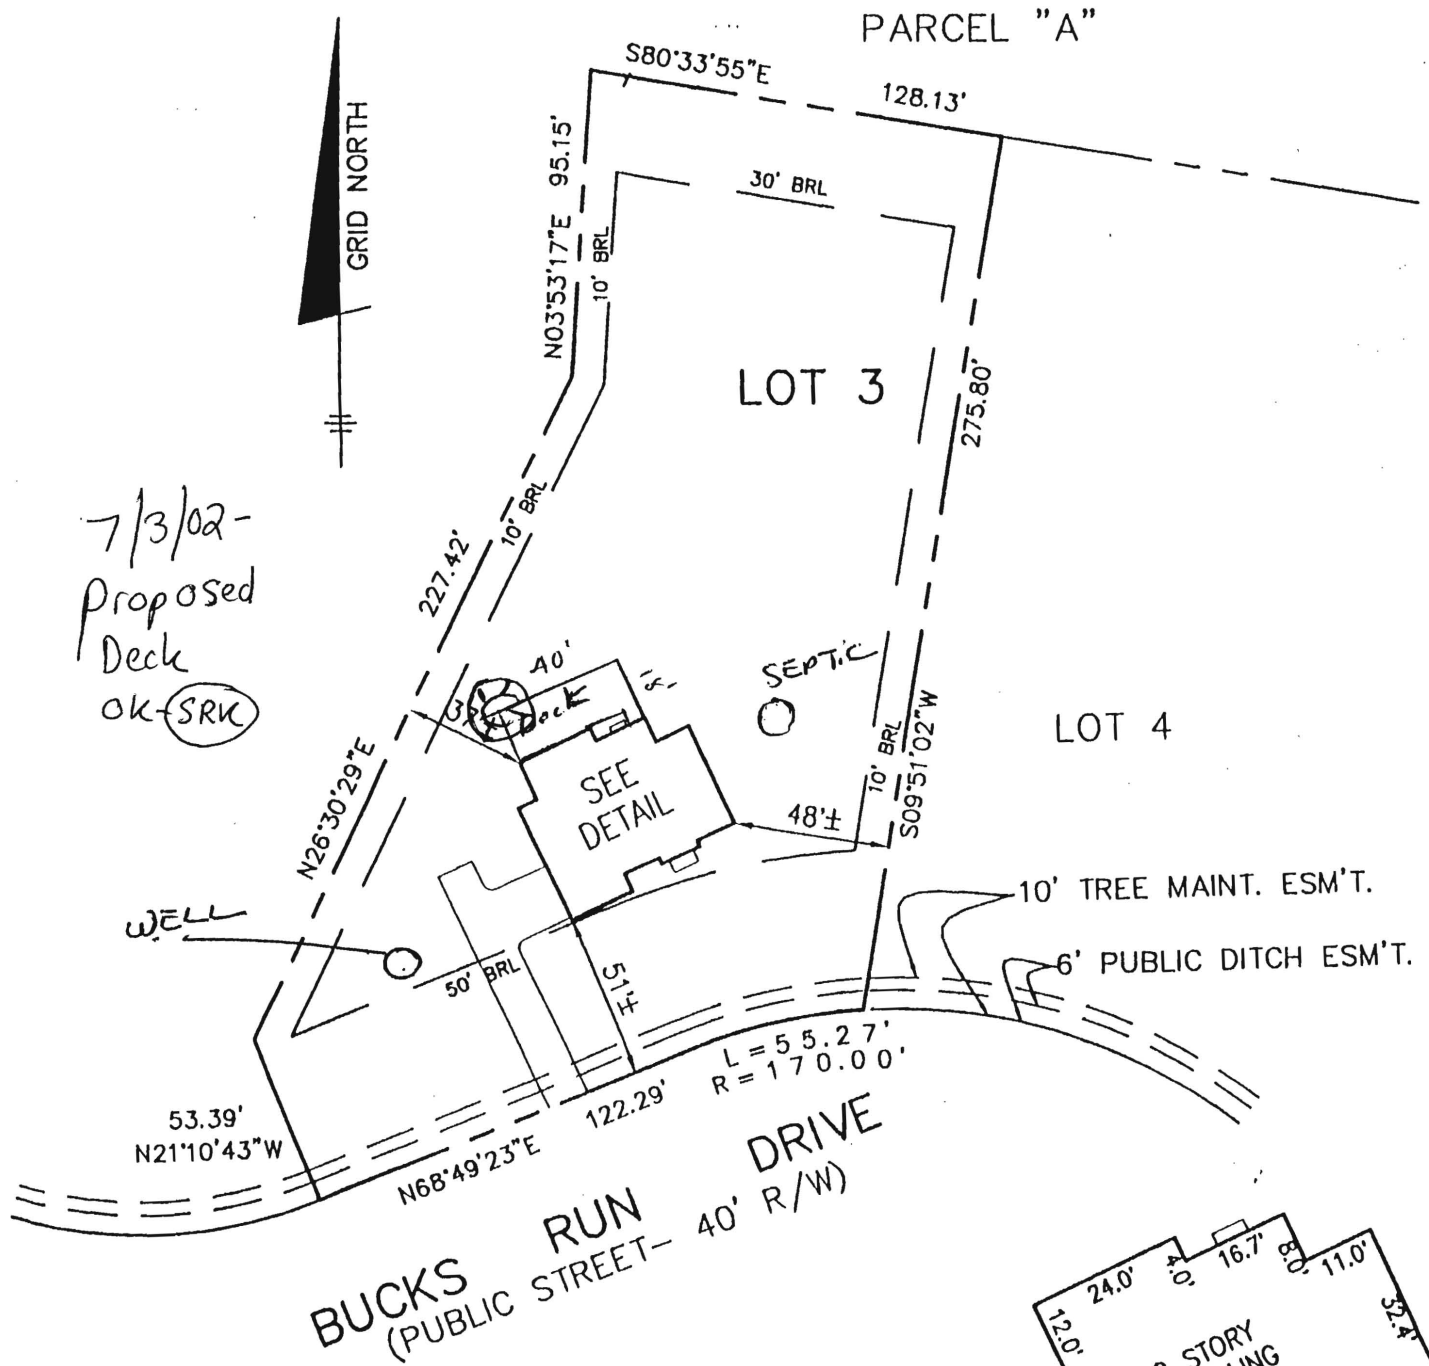 PARCEL "A"
S80°33'55"E
128.13'
GRID NORTH
N03°53'17"E 95.15'
10' BRL
30' BRL
LOT 3
275.80'
7/3/02-
Proposed
Deck
OK-SRK
227.42'
10' BRL
40'
Deck
SEPTIC
LOT 4
10' BRL
S09°51'02"W
SEE
DETAIL
48'±
N26°30'29"E
WELL
50' BRL
51'±
10' TREE MAINT. ESM'T.
6' PUBLIC DITCH ESM'T.
L=55.27'
R=170.00'
122.29'
53.39'
N21°10'43"W
N68°49'23"E
BUCKS RUN DRIVE
(PUBLIC STREET- 40' R/W)
24.0'
4.0'
16.7'
8.0'
11.0'
12.0'
32.4'
STORY